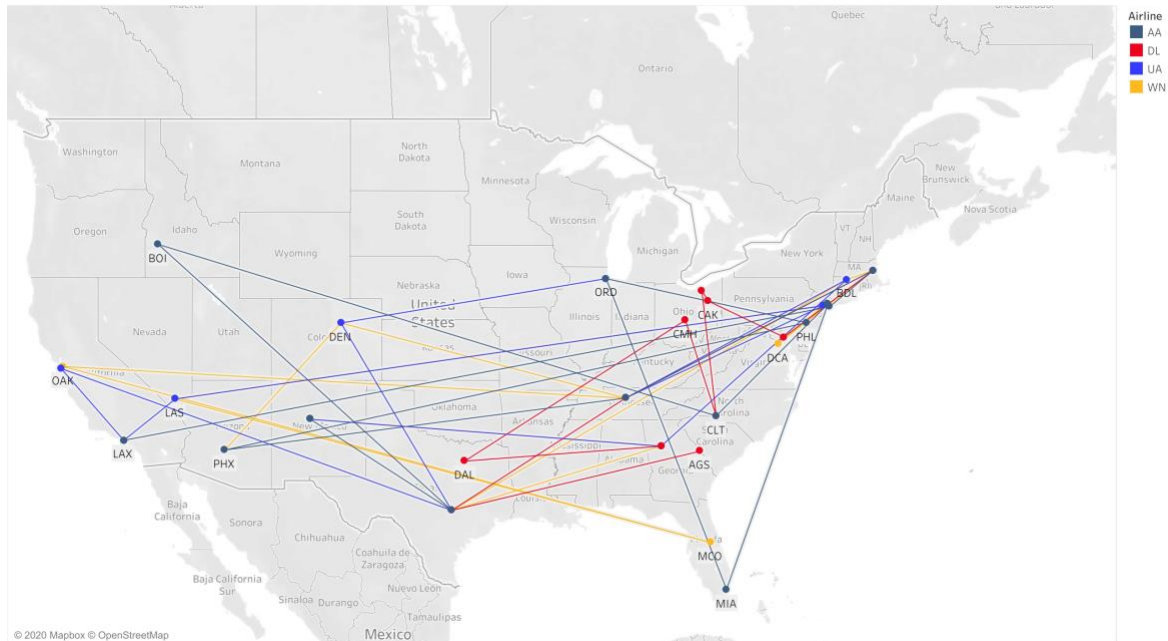 Alberta
Quebec
Airline
AA
DL
UA
WN
Ontario
Washington
Montana
North
Dakota
Minnesota
New
Brunswick
Maine
Nova Scotia
Oregon
Idaho
South
Dakota
Wisconsin
VT
NH
BOI
Wyoming
Michigan
New York
MA
RI
Iowa
ORD
BDL
Nebraska
United
States
Illinois
Indiana
Ohio
CAK
Pennsylvania
Nevada
Utah
DEN
CMH
PHL
DCA
OAK
LAS
Oklahoma
Arkansas
North
Carolina
CLT
South
Carolina
LAX
PHX
DAL
AGS
Baja
California
Sonora
Chihuahua
MCO
Coahuila de
Zaragoza
Baja California
Sur
Sinaloa
Durango
Nuevo León
Tamaulipas
MIA
© 2020 Mapbox © OpenStreetMap
Mexico